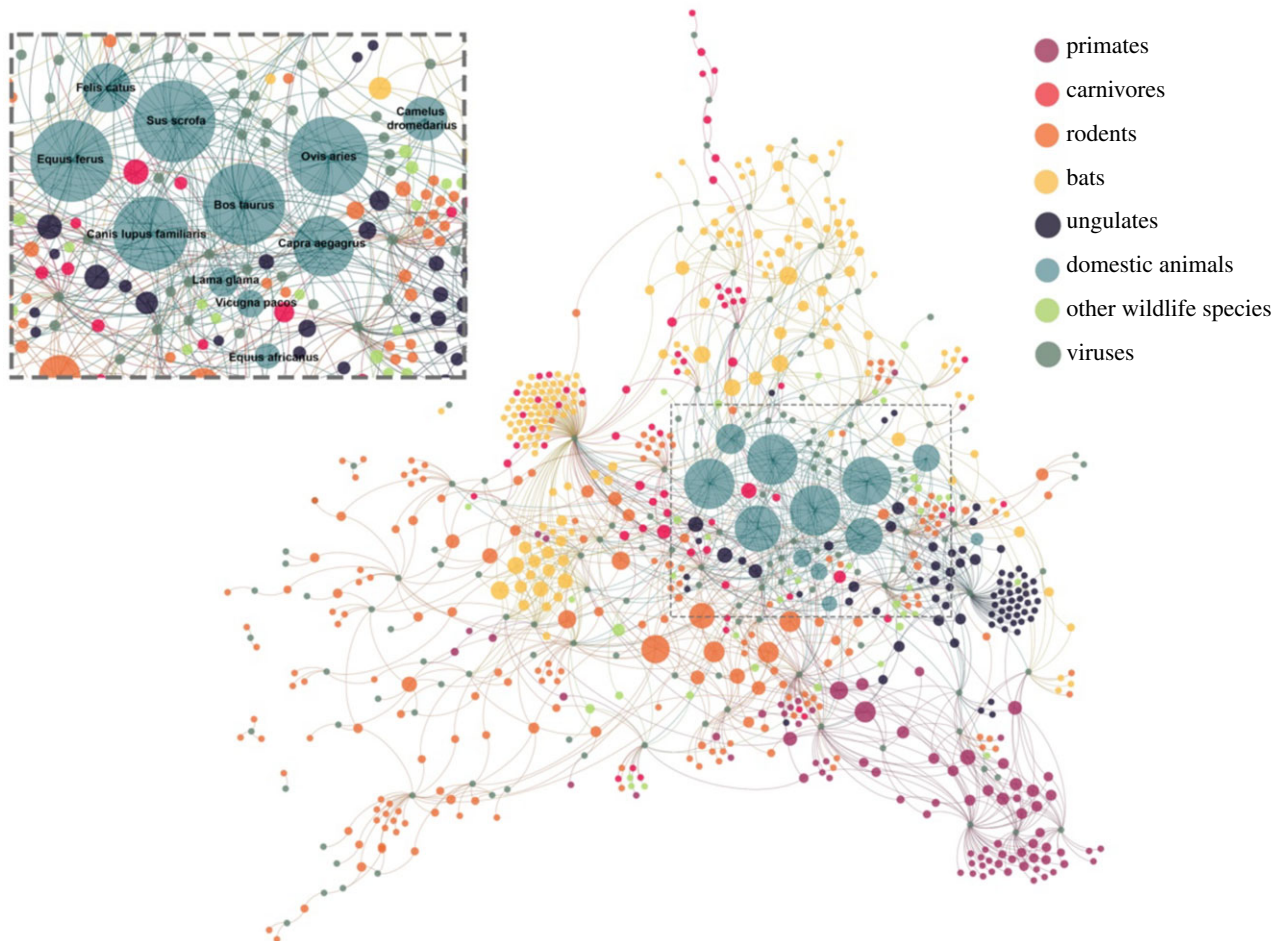 Felis catus
Sus scrofa
Camelus
dromedarius
Equus ferus
Ovis aries
Bos taurus
Canis lupus familiaris
Capra aegagrus
Lama glama
Vicugna pacos
Equus africanus
primates
carnivores
rodents
bats
ungulates
domestic animals
other wildlife species
viruses